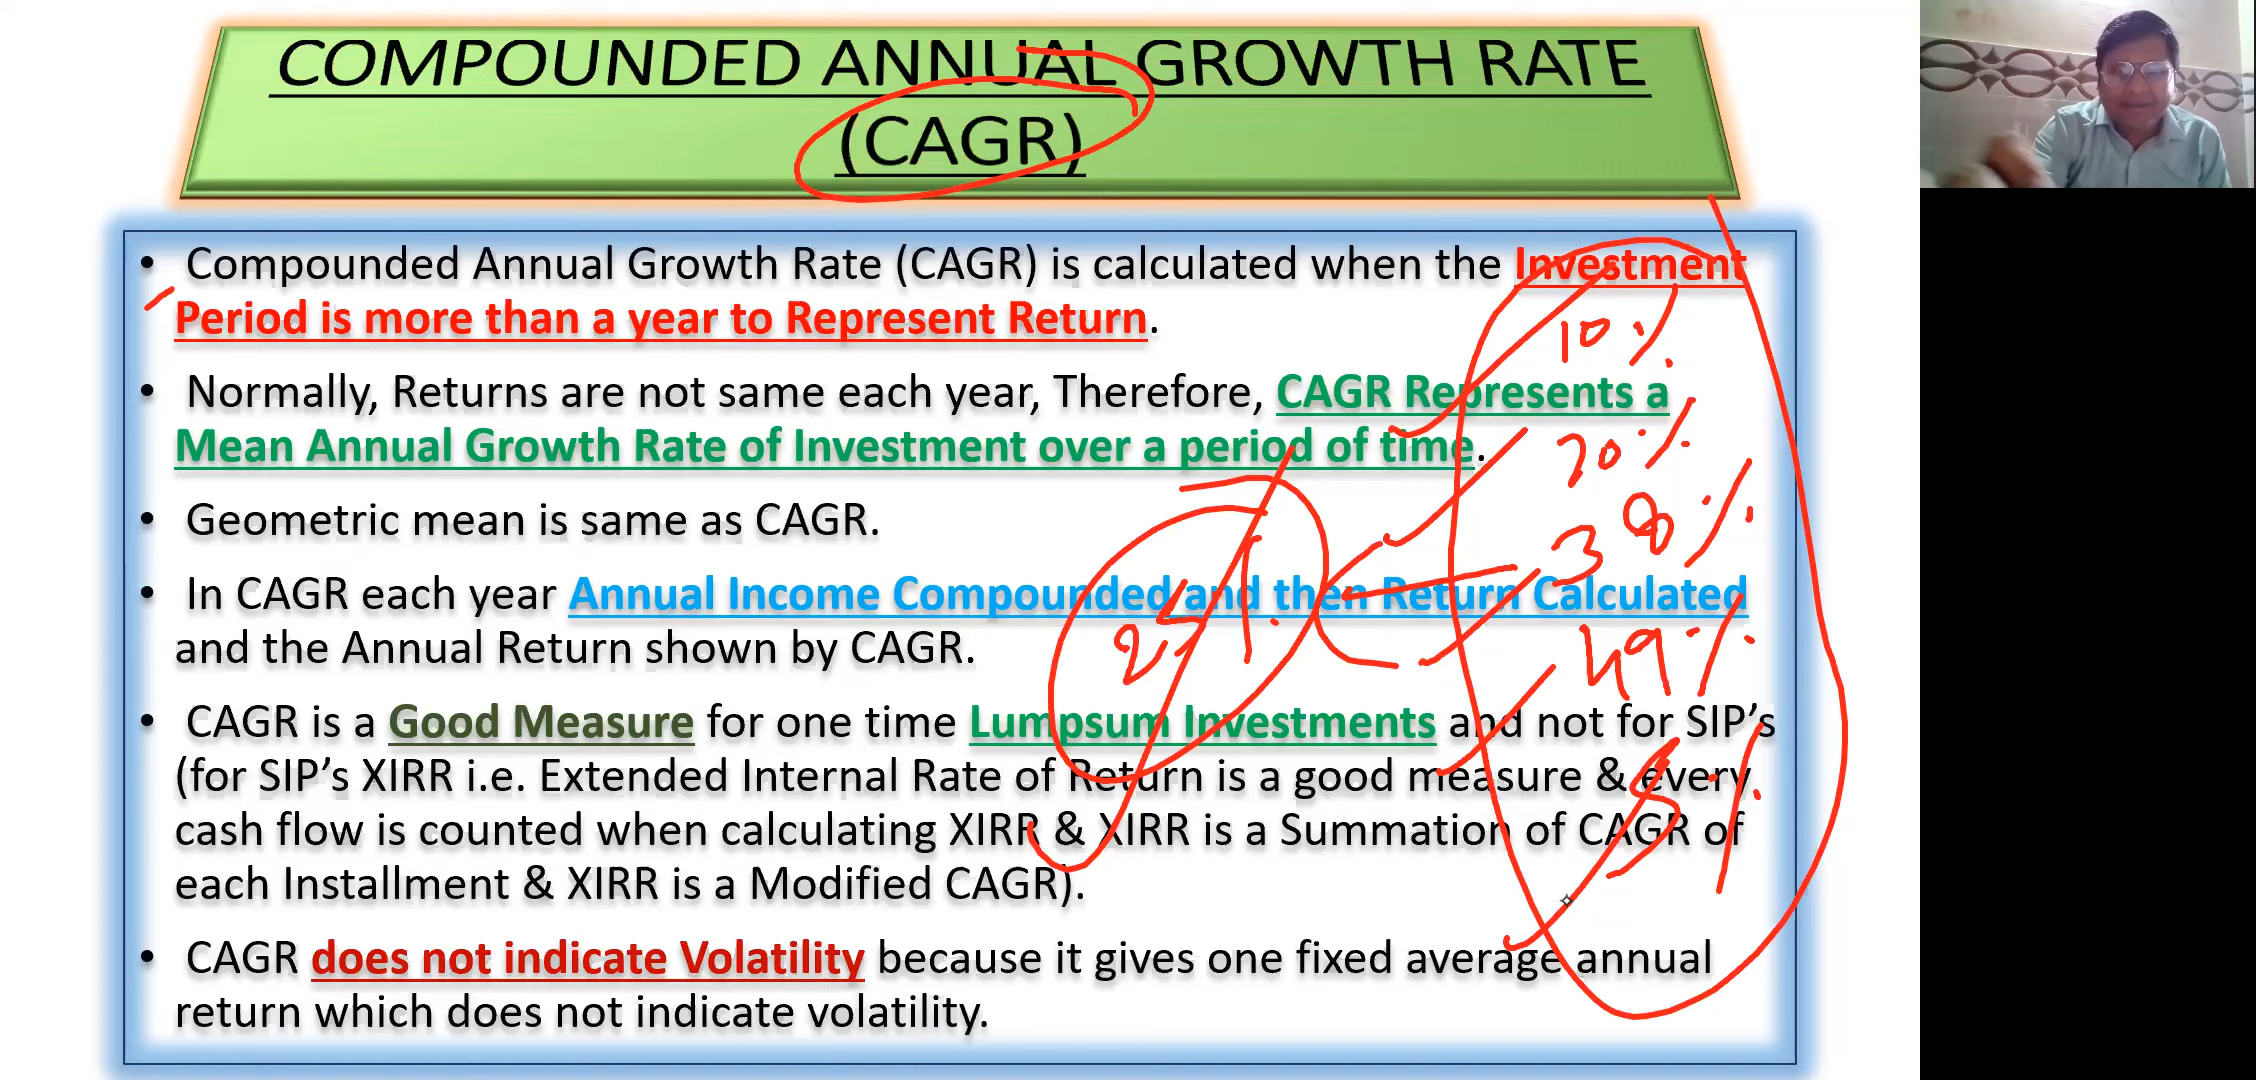 COMPOUNDED ANNUAL GROWTH RATE
(CAGR)
• Compounded Annual Growth Rate (CAGR) is calculated when the Investment
Period is more than a year to Represent Return.
10%
• Normally, Returns are not same each year, Therefore, CAGR Represents a
Mean Annual Growth Rate of Investment over a period of time.
20%
• Geometric mean is same as CAGR.
38%
• In CAGR each year Annual Income Compounded and then Return Calculated
and the Annual Return shown by CAGR.
25%
49%
• CAGR is a Good Measure for one time Lumpsum Investments and not for SIP’s
(for SIP’s XIRR i.e. Extended Internal Rate of Return is a good measure & every
cash flow is counted when calculating XIRR & XIRR is a Summation of CAGR of
5%
each Installment & XIRR is a Modified CAGR).
• CAGR does not indicate Volatility because it gives one fixed average annual
return which does not indicate volatility.